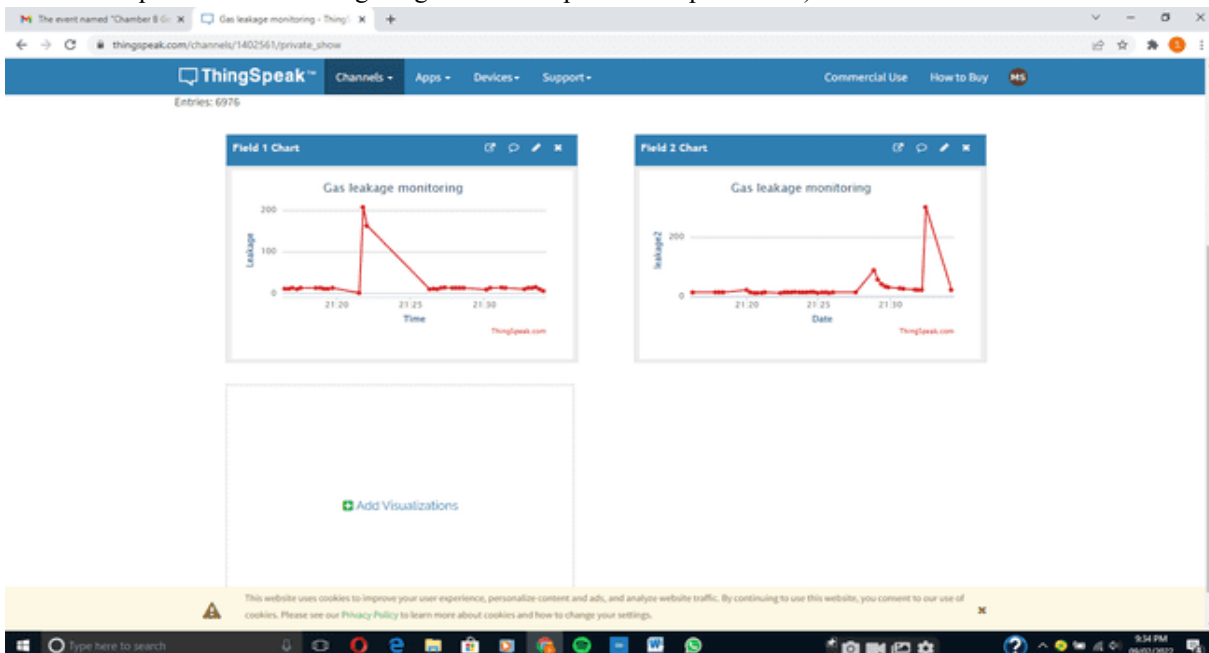 The event named "Chamber B G
Gas leakage monitoring - Thing
thingspeak.com/channels/1402561/private_show
ThingSpeak™ Channels Apps Devices Support Commercial Use How to Buy MS
Entries: 6976
Field 1 Chart
Gas leakage monitoring
Leakage
200
100
0
21:20 21:25 21:30
Time
ThingSpeak.com
Field 2 Chart
Gas leakage monitoring
leakage2
200
0
21:20 21:25 21:30
Date
ThingSpeak.com
Add Visualizations
This website uses cookies to improve your user experience, personalize content and ads, and analyze website traffic. By continuing to use this website, you consent to our use of
cookies. Please see our Privacy Policy to learn more about cookies and how to change your settings.
Type here to search
9:34 PM